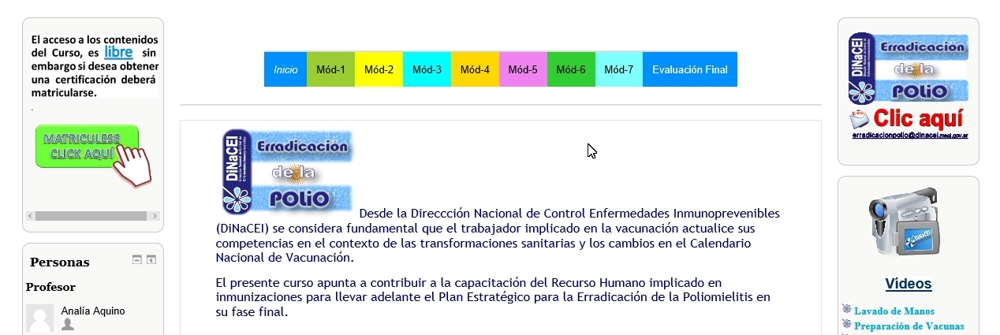 El acceso a los contenidos
del Curso, es libre sin
embargo si desea obtener
una certificación deberá
matricularse.
.
MATRICULESE
CLICK AQUÍ
Personas
Profesor
Analía Aquino
Inicio Mód-1 Mód-2 Mód-3 Mód-4 Mód-5 Mód-6 Mód-7 Evaluación Final
DiNaCEI
Erradicación
de la
POLiO
Desde la Direccción Nacional de Control Enfermedades Inmunoprevenibles
(DiNaCEI) se considera fundamental que el trabajador implicado en la vacunación actualice sus
competencias en el contexto de las transformaciones sanitarias y los cambios en el Calendario
Nacional de Vacunación.
El presente curso apunta a contribuir a la capacitación del Recurso Humano implicado en
inmunizaciones para llevar adelante el Plan Estratégico para la Erradicación de la Poliomielitis en
su fase final.
DiNaCEI
Erradicación
de la
POLiO
Clic aquí
erradicacionpolio@dinacei.msal.gov.ar
DiNaCEI
Vídeos
Lavado de Manos
Preparación de Vacunas